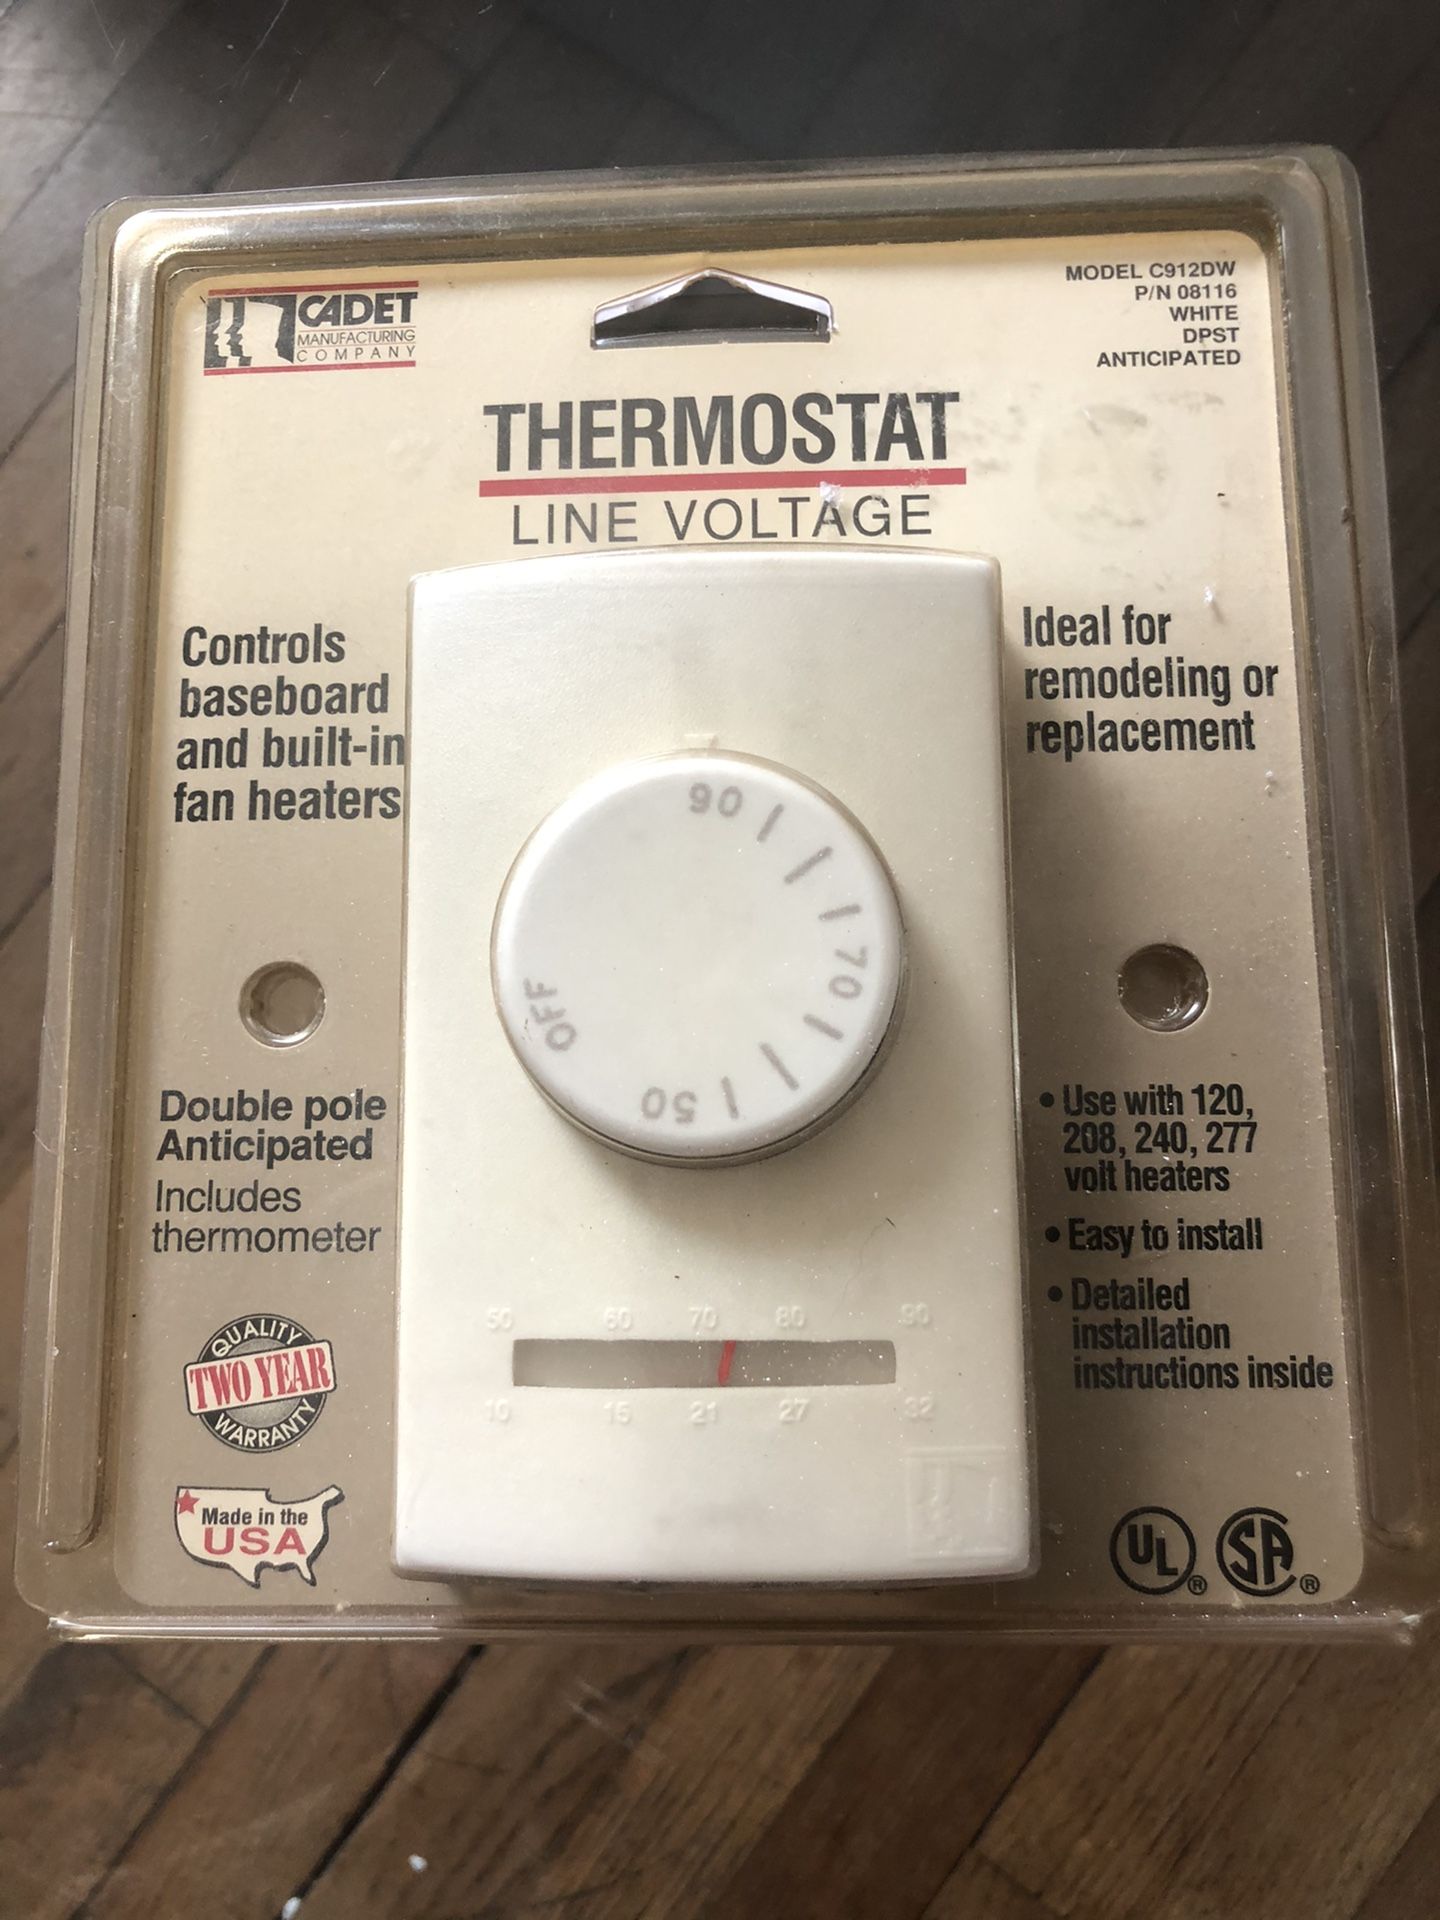 CADET
MANUFACTURING
COMPANY
MODEL C912DW
P/N 08116
WHITE
DPST
ANTICIPATED
THERMOSTAT
LINE VOLTAGE
Controls
baseboard
and built-in
fan heaters
Ideal for
remodeling or
replacement
90
70
50
OFF
Double pole
Anticipated
Includes
thermometer
• Use with 120,
208, 240, 277
volt heaters
• Easy to install
• Detailed
installation
instructions inside
50 60 70 80 90
10 15 21 27 32
QUALITY
TWO YEAR
WARRANTY
Made in the
USA
UL ®
SA ®